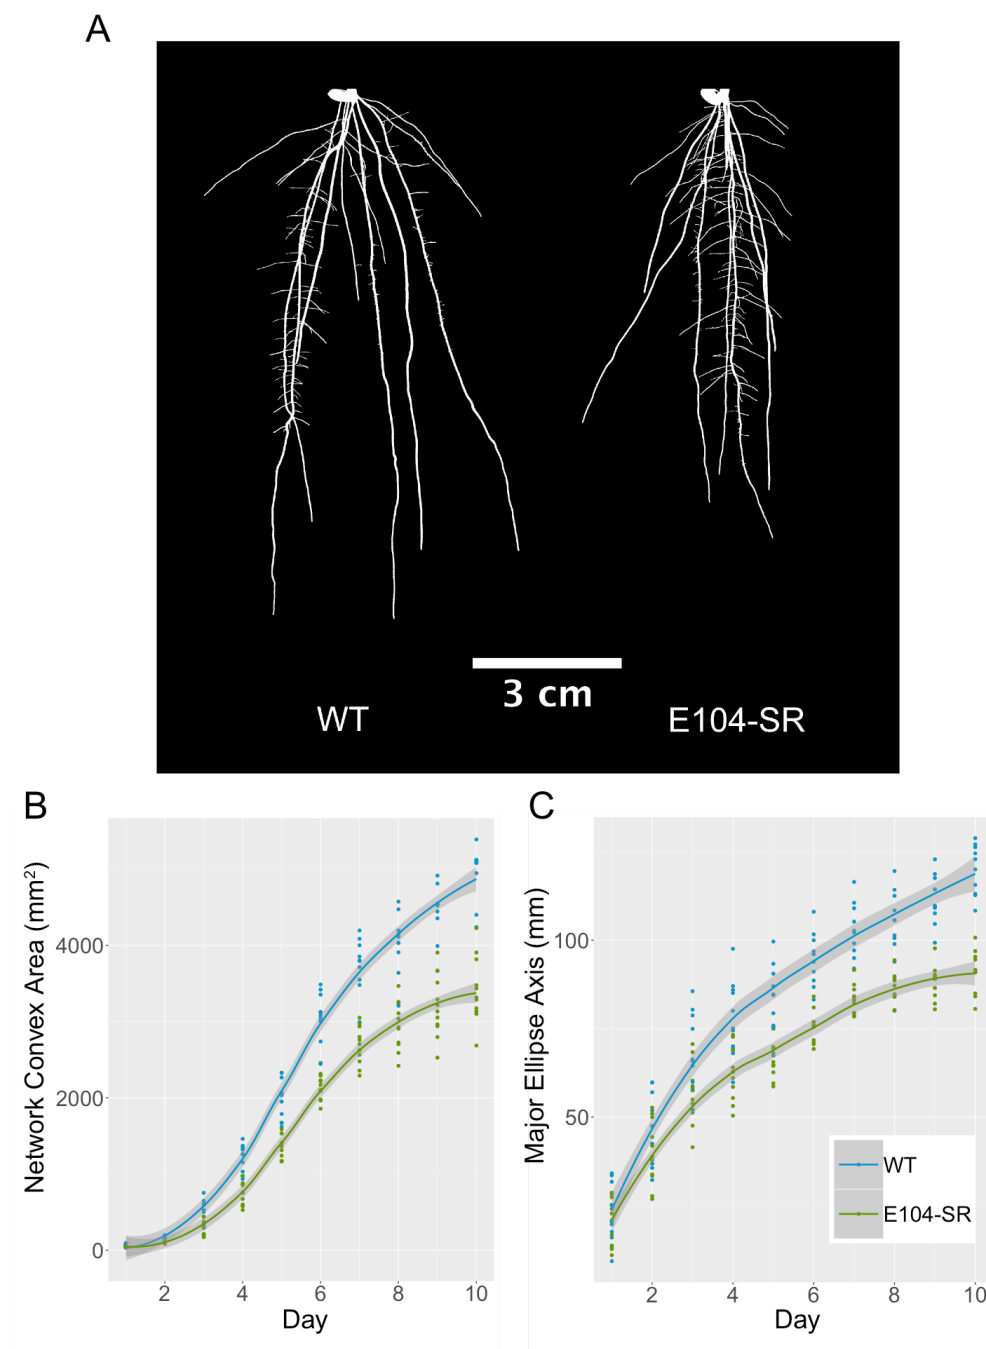 A
3 cm
WT
E104-SR
B
Network Convex Area (mm²)
4000
2000
0
2
4
6
8
10
Day
C
Major Ellipse Axis (mm)
100
50
2
4
6
8
10
Day
WT
E104-SR